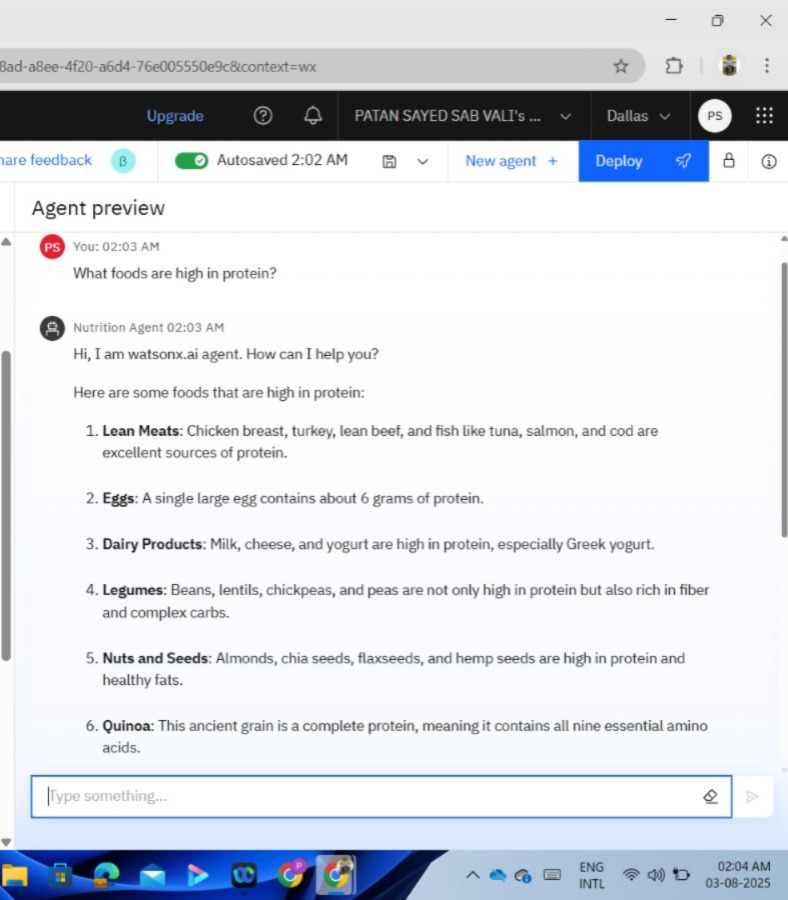 8ad-a8ee-4f20-a6d4-76e005550e9c&context=wx
Upgrade
PATAN SAYED SAB VALI's ...
Dallas
PS
hare feedback
β
Autosaved 2:02 AM
New agent +
Deploy
Agent preview
PS
You: 02:03 AM
What foods are high in protein?
Nutrition Agent 02:03 AM
Hi, I am watsonx.ai agent. How can I help you?
Here are some foods that are high in protein:
1. Lean Meats: Chicken breast, turkey, lean beef, and fish like tuna, salmon, and cod are
excellent sources of protein.
2. Eggs: A single large egg contains about 6 grams of protein.
3. Dairy Products: Milk, cheese, and yogurt are high in protein, especially Greek yogurt.
4. Legumes: Beans, lentils, chickpeas, and peas are not only high in protein but also rich in fiber
and complex carbs.
5. Nuts and Seeds: Almonds, chia seeds, flaxseeds, and hemp seeds are high in protein and
healthy fats.
6. Quinoa: This ancient grain is a complete protein, meaning it contains all nine essential amino
acids.
Type something...
P
ENG
INTL
02:04 AM
03-08-2025